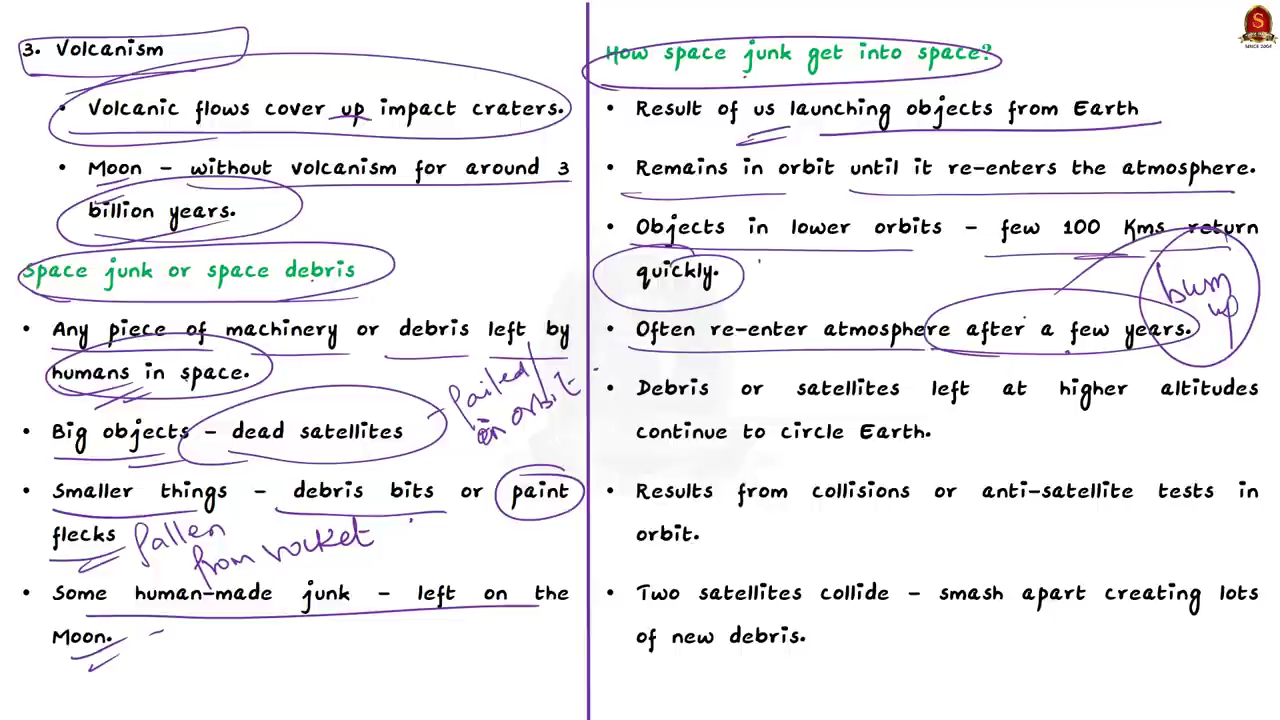 3. Volcanism
• Volcanic flows cover up impact craters.
• Moon – without volcanism for around 3
billion years.
Space junk or space debris
• Any piece of machinery or debris left by
humans in space.
• Big objects – dead satellites
failed
in orbit
• Smaller things – debris bits or paint
flecks
fallen
from rocket
• Some human-made junk – left on the
Moon.
How space junk get into space?
• Result of us launching objects from Earth
• Remains in orbit until it re-enters the atmosphere.
• Objects in lower orbits – few 100 Kms return
quickly.
burn
up
• Often re-enter atmosphere after a few years.
• Debris or satellites left at higher altitudes
continue to circle Earth.
• Results from collisions or anti-satellite tests in
orbit.
• Two satellites collide – smash apart creating lots
of new debris.
S
SINCE 2004